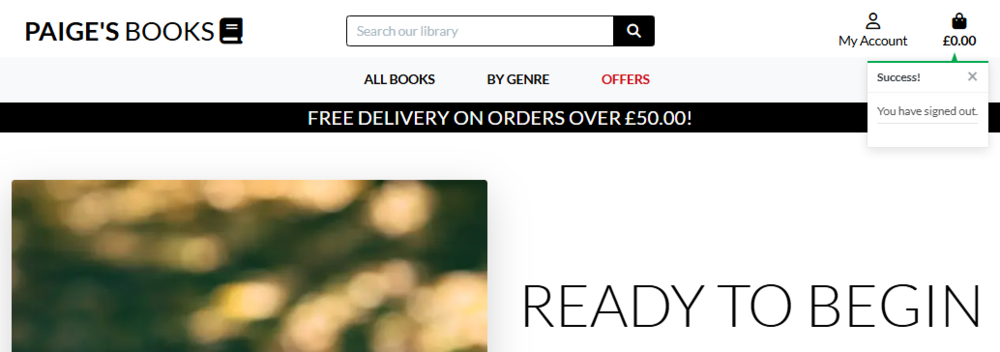 PAIGE'S BOOKS
Search our library
My Account
£0.00
ALL BOOKS BY GENRE OFFERS
Success! ×
You have signed out.
FREE DELIVERY ON ORDERS OVER £50.00!
READY TO BEGIN